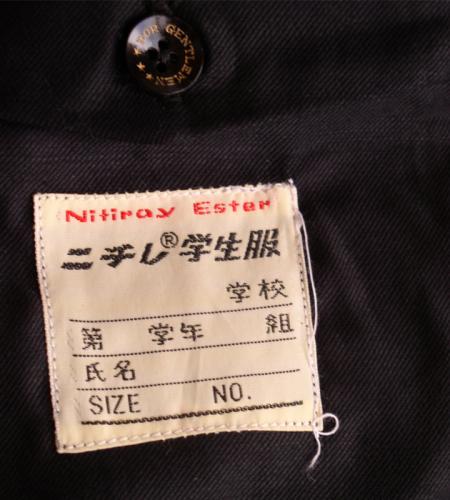 ★ FOR GENTLEMEN ★
Nitiray Ester
ニチレ®学生服
学校
第 学年 組
氏名
SIZE NO.